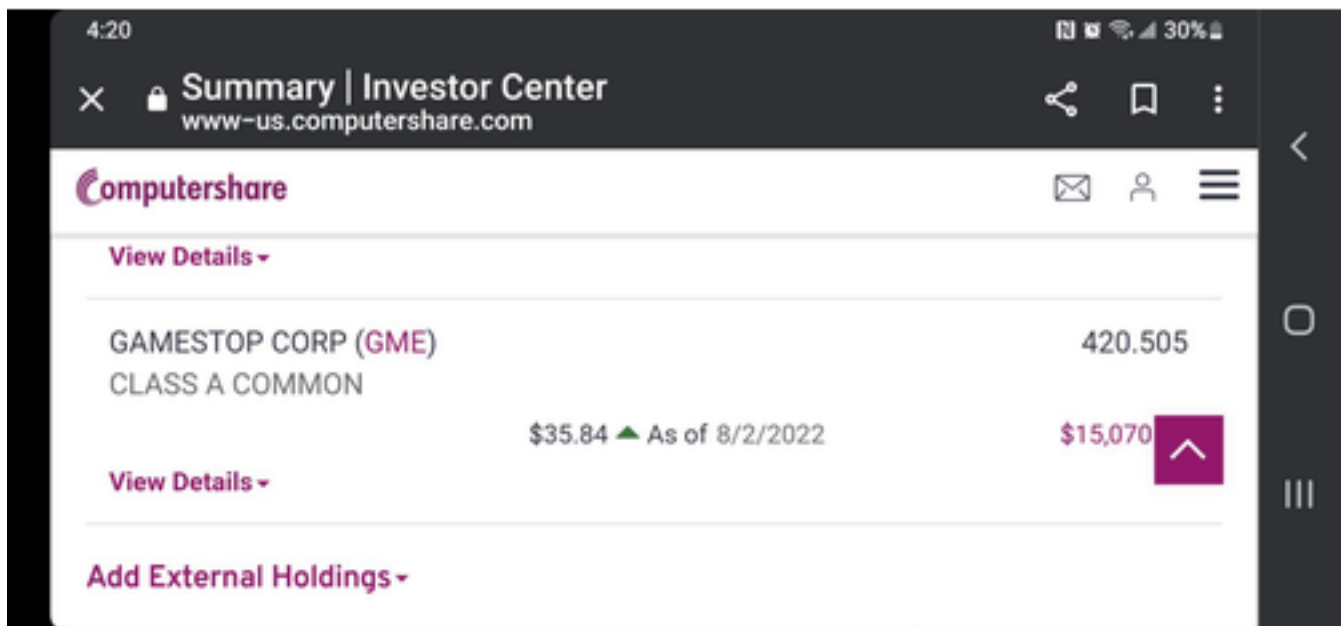 4:20 30%
Summary | Investor Center
www-us.computershare.com
Computershare
View Details
GAMESTOP CORP (GME) 420.505
CLASS A COMMON
$35.84 As of 8/2/2022 $15,070
View Details
Add External Holdings